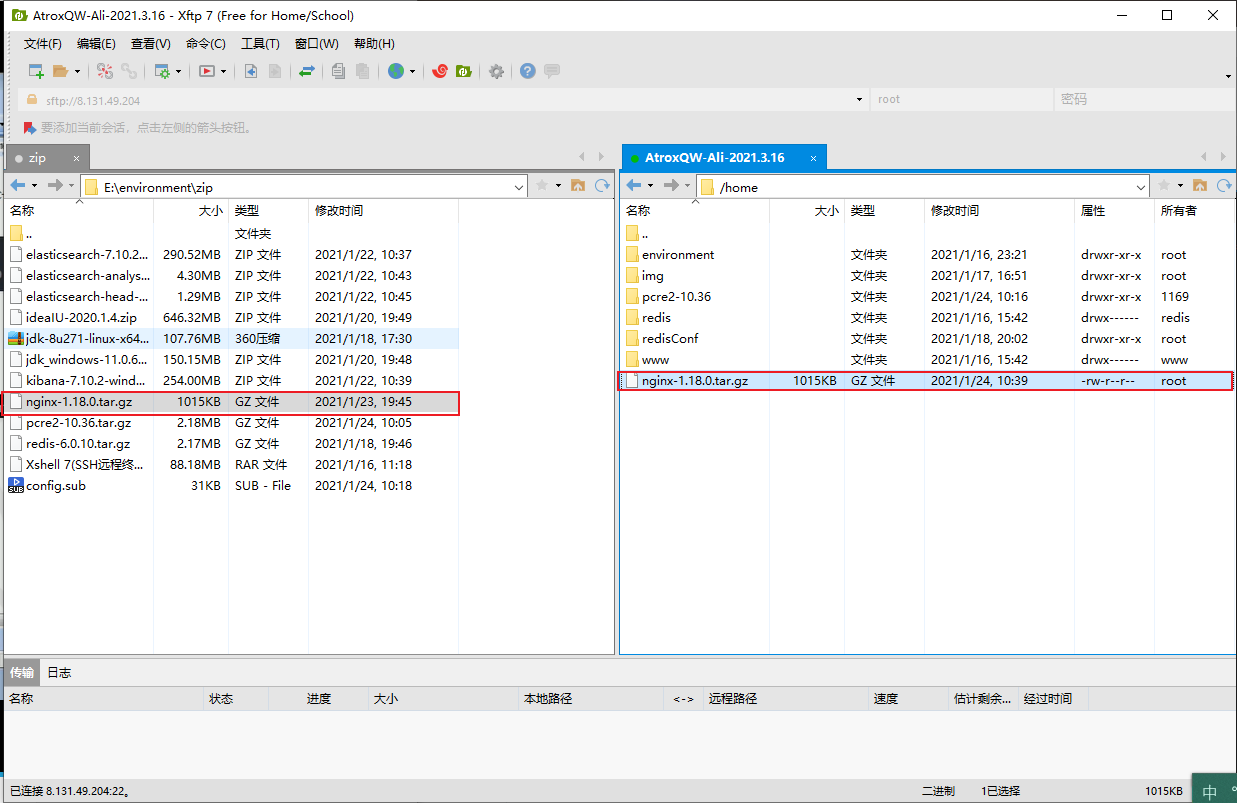 AtroxQW-Ali-2021.3.16 - Xftp 7 (Free for Home/School)
文件(F) 编辑(E) 查看(V) 命令(C) 工具(T) 窗口(W) 帮助(H)
sftp://8.131.49.204 root 密码
要添加当前会话，点击左侧的箭头按钮。
zip ×
E:\environment\zip
名称 大小 类型 修改时间
.. 文件夹
elasticsearch-7.10.2... 290.52MB ZIP 文件 2021/1/22, 10:37
elasticsearch-analys... 4.30MB ZIP 文件 2021/1/22, 10:43
elasticsearch-head-... 1.29MB ZIP 文件 2021/1/22, 10:45
ideaIU-2020.1.4.zip 646.32MB ZIP 文件 2021/1/20, 19:49
jdk-8u271-linux-x64... 107.76MB 360压缩 2021/1/18, 17:30
jdk_windows-11.0.6... 150.15MB ZIP 文件 2021/1/20, 19:48
kibana-7.10.2-wind... 254.00MB ZIP 文件 2021/1/22, 10:39
nginx-1.18.0.tar.gz 1015KB GZ 文件 2021/1/23, 19:45
pcre2-10.36.tar.gz 2.18MB GZ 文件 2021/1/24, 10:05
redis-6.0.10.tar.gz 2.17MB GZ 文件 2021/1/18, 19:46
Xshell 7(SSH远程终... 88.18MB RAR 文件 2021/1/16, 11:18
config.sub 31KB SUB - File 2021/1/24, 10:18
AtroxQW-Ali-2021.3.16 ×
/home
名称 大小 类型 修改时间 属性 所有者
..
environment 文件夹 2021/1/16, 23:21 drwxr-xr-x root
img 文件夹 2021/1/17, 16:51 drwxr-xr-x root
pcre2-10.36 文件夹 2021/1/24, 10:16 drwxr-xr-x 1169
redis 文件夹 2021/1/16, 15:42 drwx------ redis
redisConf 文件夹 2021/1/18, 20:02 drwxr-xr-x root
www 文件夹 2021/1/16, 15:42 drwx------ www
nginx-1.18.0.tar.gz 1015KB GZ 文件 2021/1/24, 10:39 -rw-r--r-- root
传输 日志
名称 状态 进度 大小 本地路径 <-> 远程路径 速度 估计剩余... 经过时间
已连接 8.131.49.204:22。 二进制 1已选择 1015KB 中